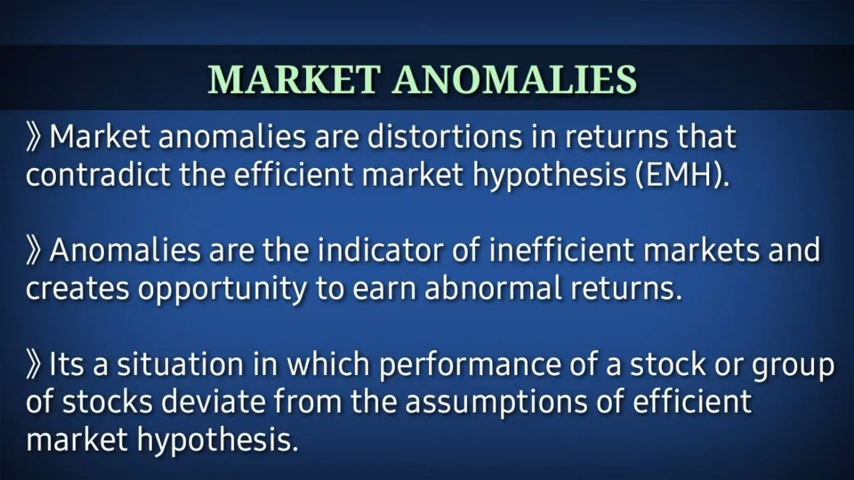 MARKET ANOMALIES
》Market anomalies are distortions in returns that
contradict the efficient market hypothesis (EMH).
》Anomalies are the indicator of inefficient markets and
creates opportunity to earn abnormal returns.
》Its a situation in which performance of a stock or group
of stocks deviate from the assumptions of efficient
market hypothesis.